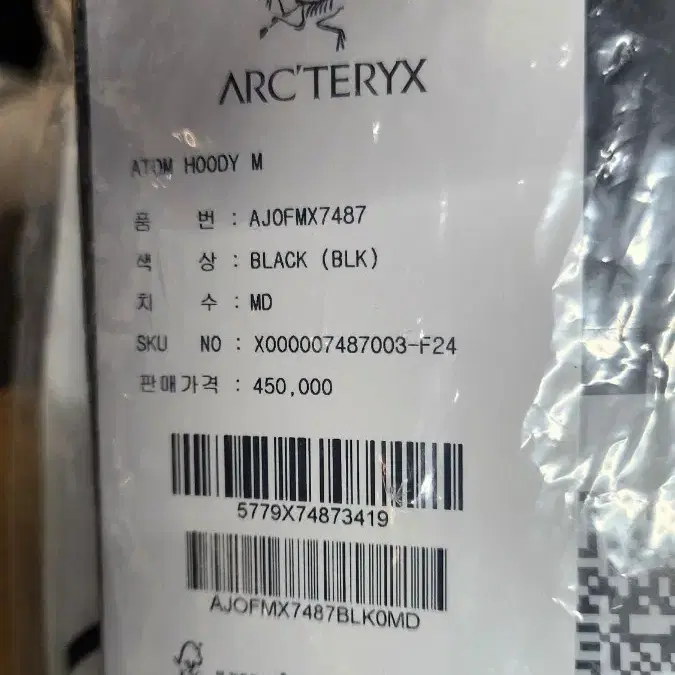 ARC'TERYX
ATOM HOODY M
품 번 : AJOFMX7487
색 상 : BLACK (BLK)
치 수 : MD
SKU NO : X000007487003-F24
판매가격 : 450,000
5779X74873419
AJOFMX7487BLK0MD